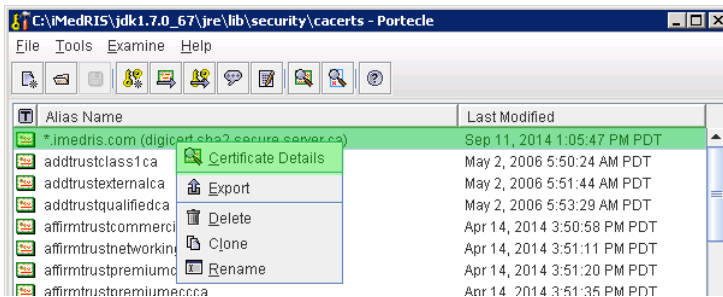 C:\iMedRIS\jdk1.7.0_67\jre\lib\security\cacerts - Portecle
File Tools Examine Help
T Alias Name Last Modified
*.imedris.com (digicert sha2 secure server ca) Sep 11, 2014 1:05:47 PM PDT
Certificate Details
addtrustclass1ca May 2, 2006 5:50:24 AM PDT
addtrustexternalca May 2, 2006 5:51:44 AM PDT
Export
addtrustqualifiedca May 2, 2006 5:53:29 AM PDT
Delete
affirmtrustcommerci Apr 14, 2014 3:50:58 PM PDT
Clone
affirmtrustnetworkin Apr 14, 2014 3:51:11 PM PDT
Rename
affirmtrustpremiumc Apr 14, 2014 3:51:20 PM PDT
affirmtrustpremiumeccca Apr 14, 2014 3:51:35 PM PDT